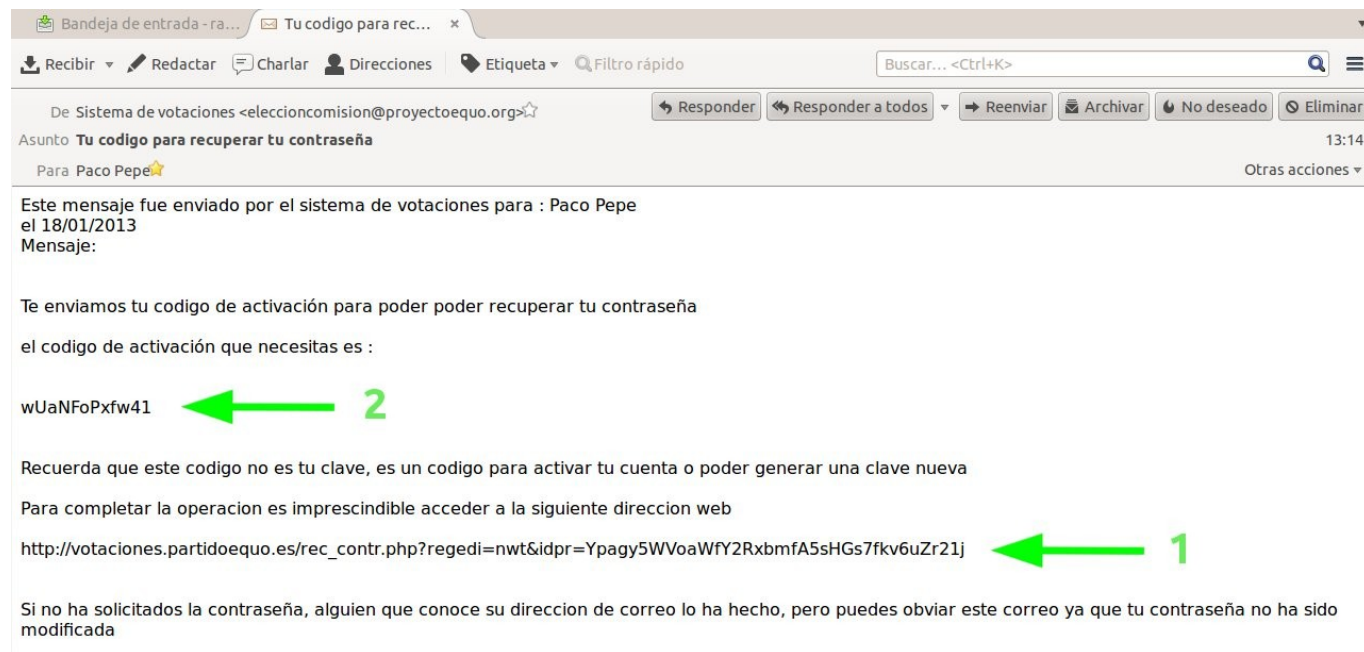 Bandeja de entrada - ra... Tu codigo para rec... ×
Recibir Redactar Charlar Direcciones Etiqueta Filtro rápido Buscar... <Ctrl+K>
De Sistema de votaciones <eleccioncomision@proyectoequo.org> Responder Responder a todos Reenviar Archivar No deseado Eliminar
Asunto Tu codigo para recuperar tu contraseña 13:14
Para Paco Pepe Otras acciones
Este mensaje fue enviado por el sistema de votaciones para : Paco Pepe
el 18/01/2013
Mensaje:
Te enviamos tu codigo de activación para poder poder recuperar tu contraseña
el codigo de activación que necesitas es :
wUaNFoPxfw41 2
Recuerda que este codigo no es tu clave, es un codigo para activar tu cuenta o poder generar una clave nueva
Para completar la operacion es imprescindible acceder a la siguiente direccion web
http://votaciones.partidoequo.es/rec_contr.php?regedi=nwt&idpr=Ypagy5WVoaWfY2RxbmfA5sHGs7fkv6uZr21j 1
Si no ha solicitados la contraseña, alguien que conoce su direccion de correo lo ha hecho, pero puedes obviar este correo ya que tu contraseña no ha sido
modificada